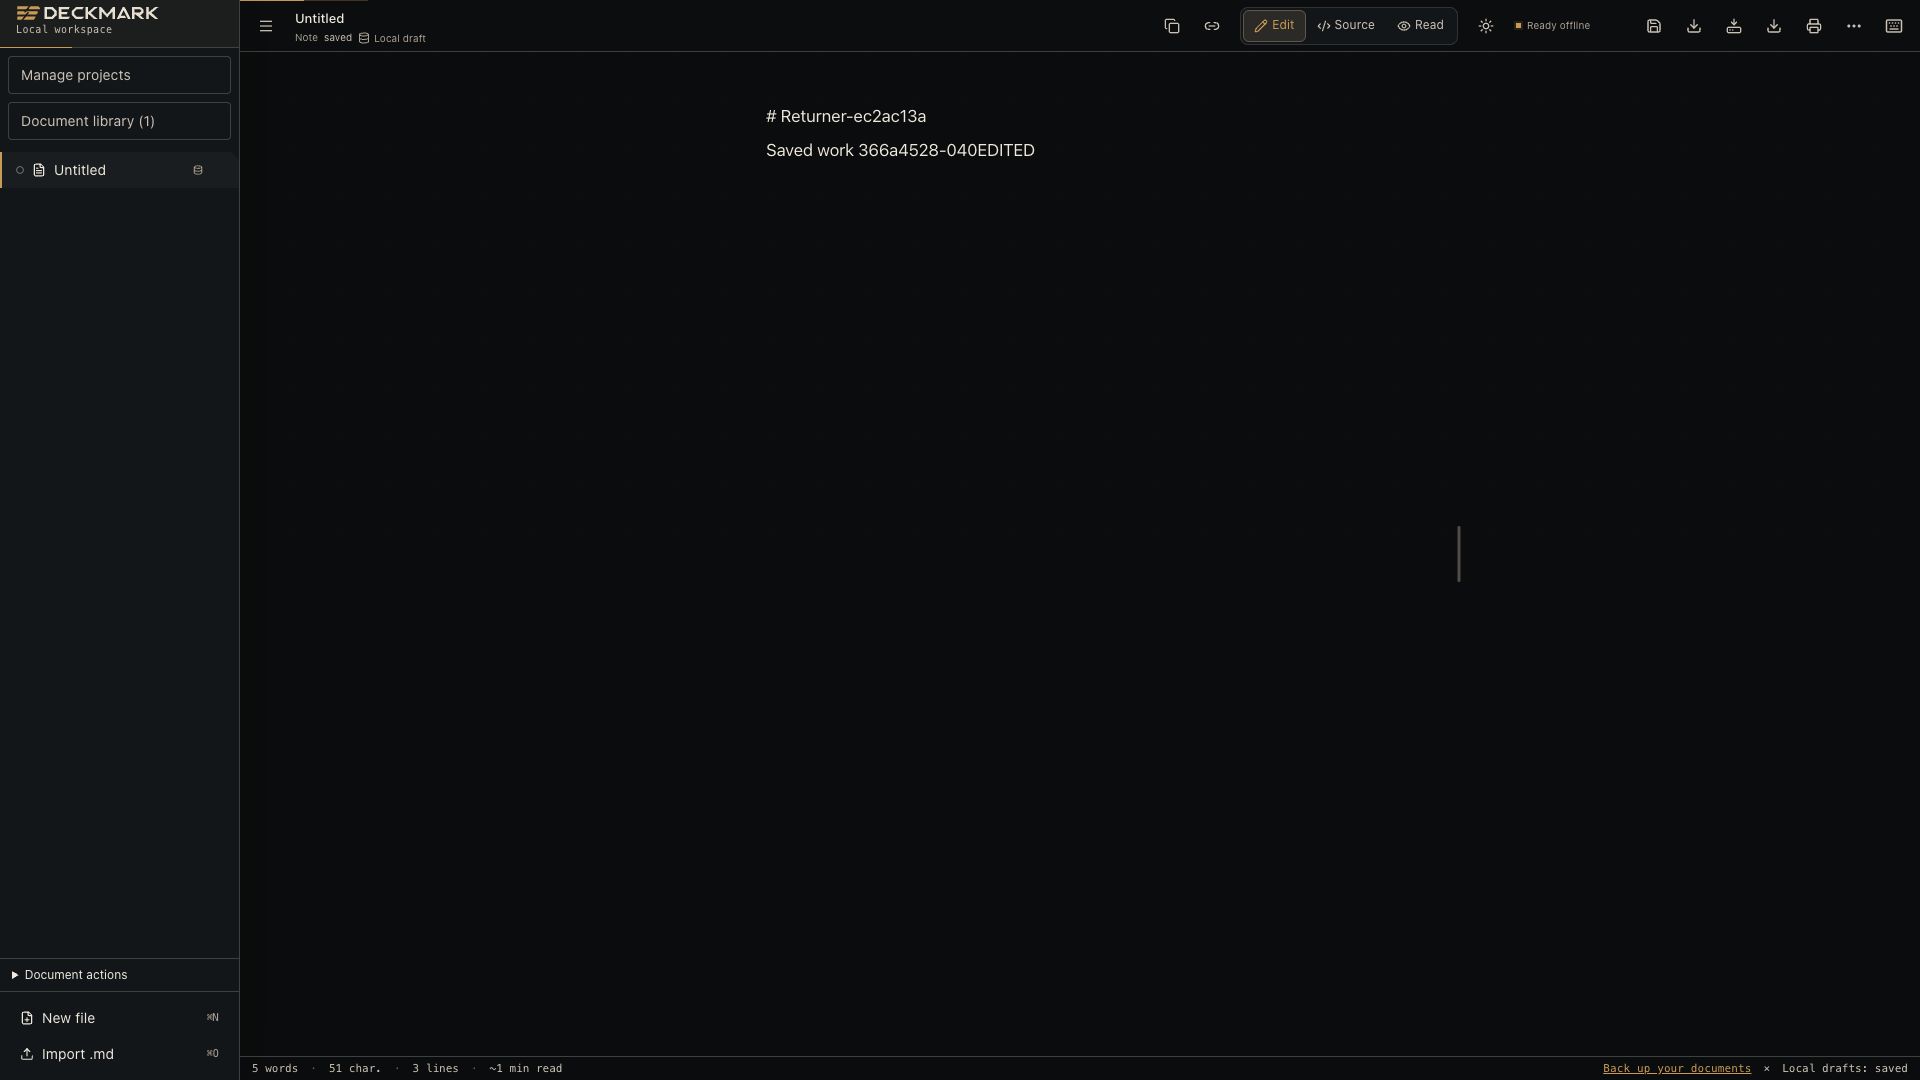 DECKMARK
Local workspace
Manage projects
Document library (1)
Untitled
Document actions
New file ⌘N
Import .md ⌘O
Untitled
Note saved Local draft
Edit
Source
Read
Ready offline
# Returner-ec2ac13a
Saved work 366a4528-040EDITED
5 words · 51 char. · 3 lines · ~1 min read
Back up your documents × Local drafts: saved